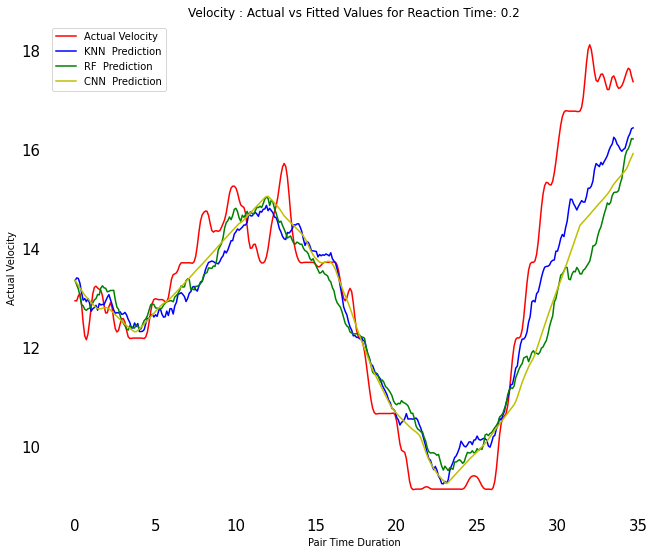 Velocity : Actual vs Fitted Values for Reaction Time: 0.2
Actual Velocity
KNN  Prediction
RF  Prediction
CNN  Prediction
18
16
14
12
10
Actual Velocity
0 5 10 15 20 25 30 35
Pair Time Duration